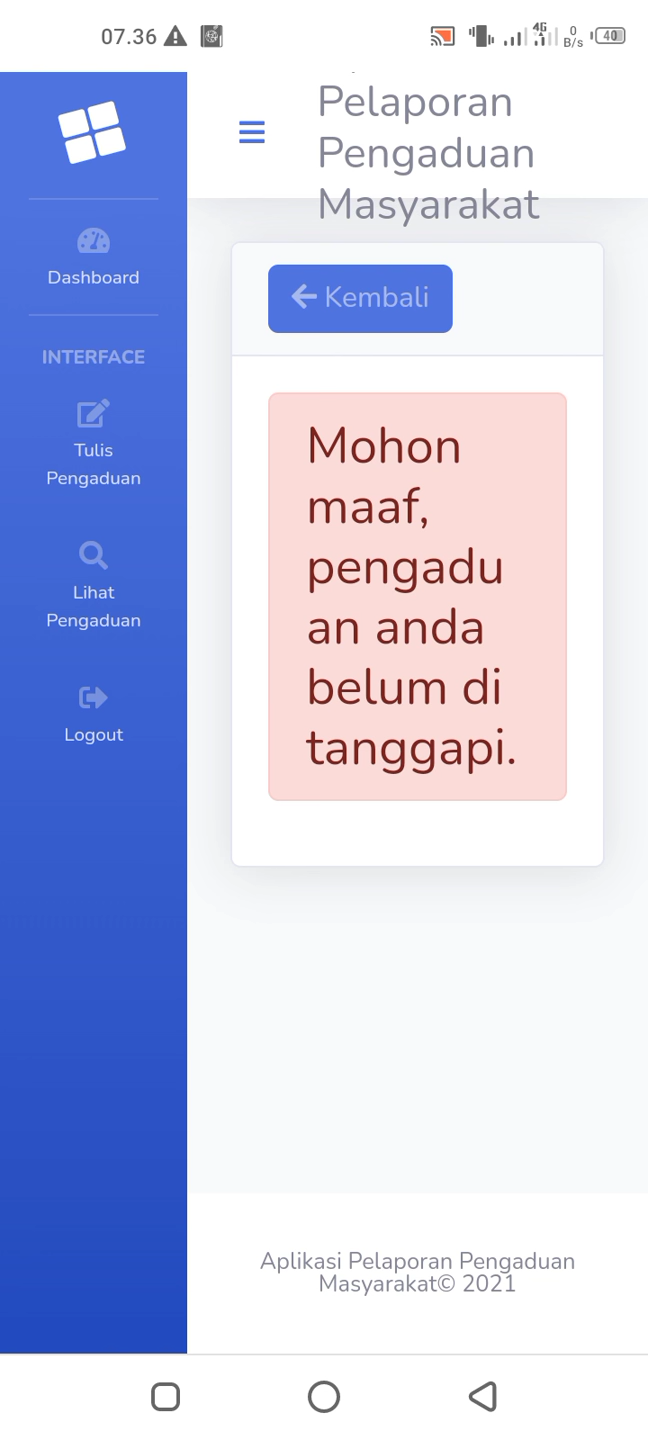 07.36
4G
0
B/s
40
Pelaporan
Pengaduan
Masyarakat
Dashboard
Kembali
INTERFACE
Tulis
Pengaduan
Lihat
Pengaduan
Logout
Mohon
maaf,
pengadu
an anda
belum di
tanggapi.
Aplikasi Pelaporan Pengaduan
Masyarakat© 2021